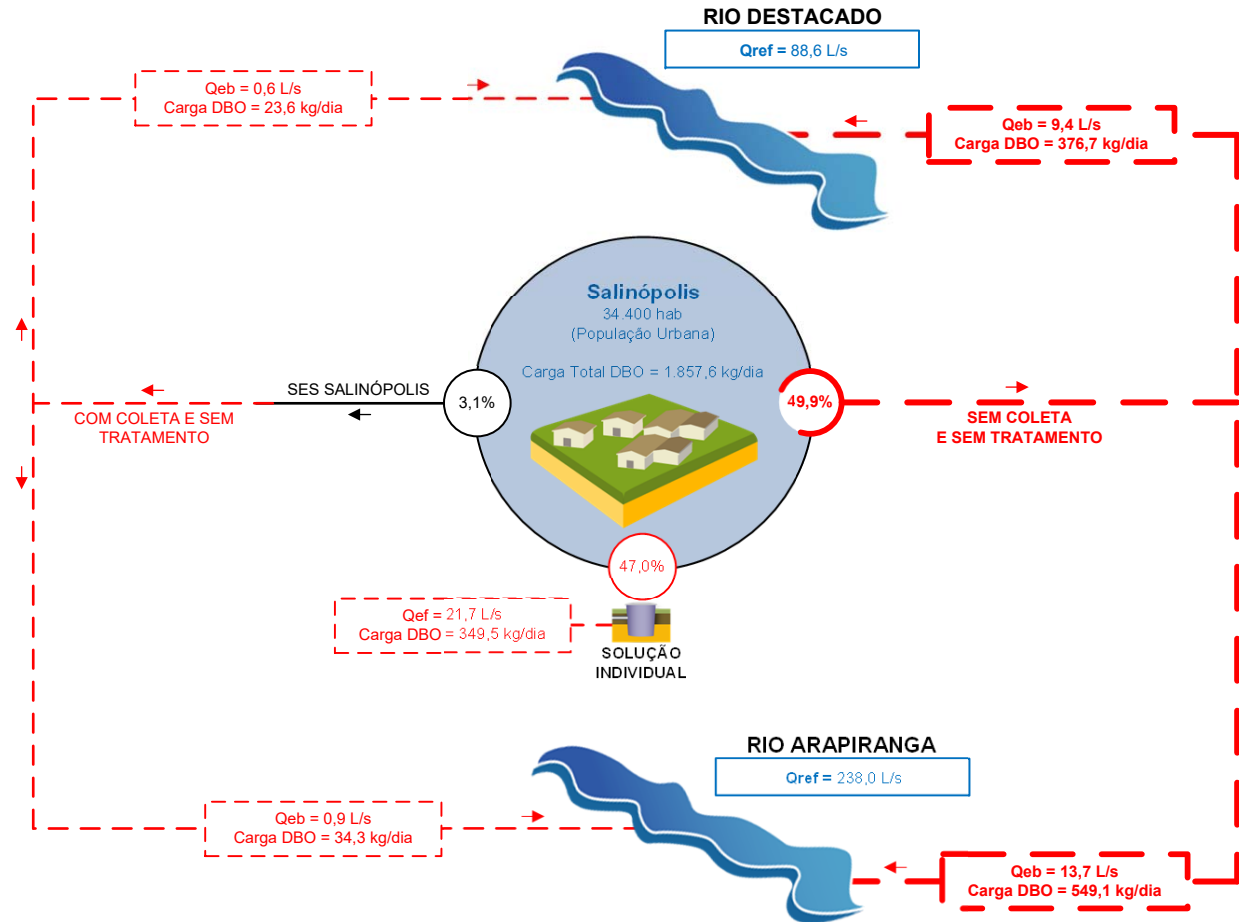 RIO DESTACADO
Qref = 88,6 L/s
Qeb = 0,6 L/s
Carga DBO = 23,6 kg/dia
Qeb = 9,4 L/s
Carga DBO = 376,7 kg/dia
Salinópolis
34.400 hab
(População Urbana)
Carga Total DBO = 1.857,6 kg/dia
SES SALINÓPOLIS
3,1%
49,9%
COM COLETA E SEM
TRATAMENTO
SEM COLETA
E SEM TRATAMENTO
47,0%
Qef = 21,7 L/s
Carga DBO = 349,5 kg/dia
SOLUÇÃO
INDIVIDUAL
RIO ARAPIRANGA
Qref = 238,0 L/s
Qeb = 0,9 L/s
Carga DBO = 34,3 kg/dia
Qeb = 13,7 L/s
Carga DBO = 549,1 kg/dia